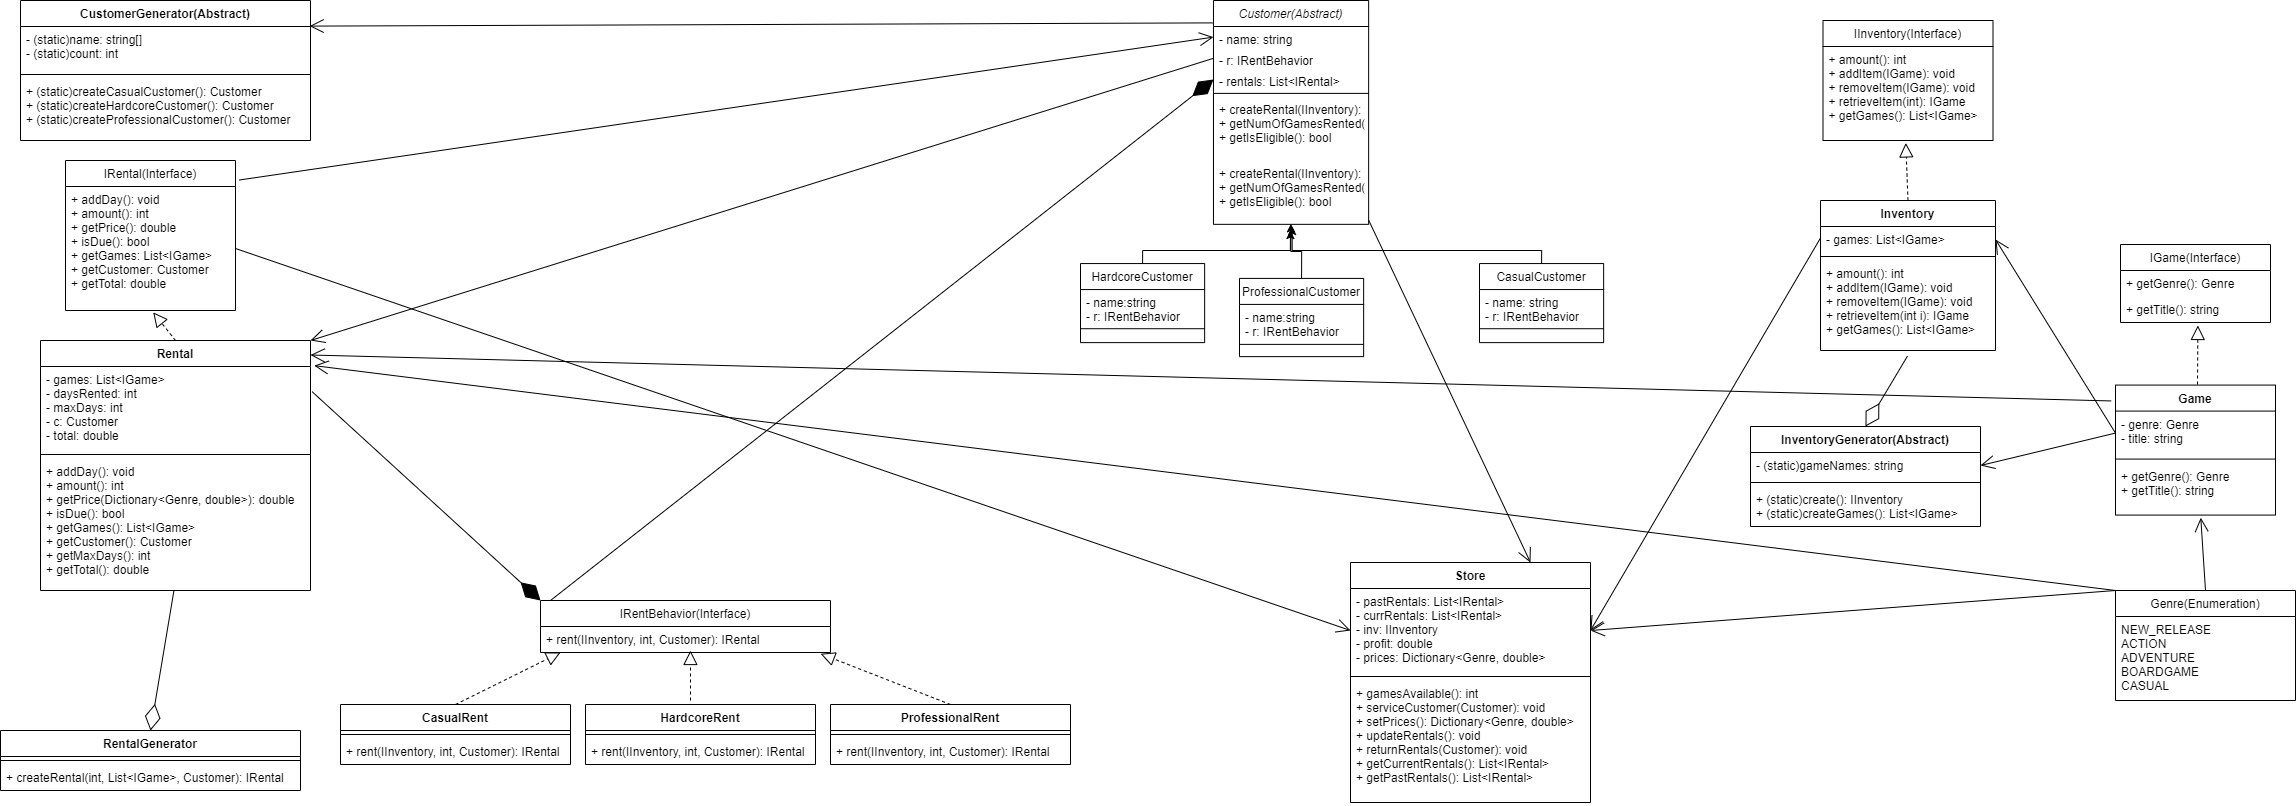 CustomerGenerator(Abstract)
- (static)name: string[]
- (static)count: int
+ (static)createCasualCustomer(): Customer
+ (static)createHardcoreCustomer(): Customer
+ (static)createProfessionalCustomer(): Customer
Customer(Abstract)
- name: string
- r: IRentBehavior
- rentals: List<IRental>
+ createRental(IInventory):
+ getNumOfGamesRented(
+ getIsEligible(): bool
+ createRental(IInventory):
+ getNumOfGamesRented(
+ getIsEligible(): bool
IInventory(Interface)
+ amount(): int
+ addItem(IGame): void
+ removeItem(IGame): void
+ retrieveItem(int): IGame
+ getGames(): List<IGame>
IRental(Interface)
+ addDay(): void
+ amount(): int
+ getPrice(): double
+ isDue(): bool
+ getGames: List<IGame>
+ getCustomer: Customer
+ getTotal: double
Inventory
- games: List<IGame>
+ amount(): int
+ addItem(IGame): void
+ removeItem(IGame): void
+ retrieveItem(int i): IGame
+ getGames(): List<IGame>
IGame(Interface)
+ getGenre(): Genre
+ getTitle(): string
HardcoreCustomer
- name:string
- r: IRentBehavior
ProfessionalCustomer
- name:string
- r: IRentBehavior
CasualCustomer
- name: string
- r: IRentBehavior
Rental
- games: List<IGame>
- daysRented: int
- maxDays: int
- c: Customer
- total: double
+ addDay(): void
+ amount(): int
+ getPrice(Dictionary<Genre, double>): double
+ isDue(): bool
+ getGames(): List<IGame>
+ getCustomer(): Customer
+ getMaxDays(): int
+ getTotal(): double
Game
- genre: Genre
- title: string
+ getGenre(): Genre
+ getTitle(): string
InventoryGenerator(Abstract)
- (static)gameNames: string
+ (static)create(): IInventory
+ (static)createGames(): List<IGame>
Store
- pastRentals: List<IRental>
- currRentals: List<IRental>
- inv: IInventory
- profit: double
- prices: Dictionary<Genre, double>
+ gamesAvailable(): int
+ serviceCustomer(Customer): void
+ setPrices(): Dictionary<Genre, double>
+ updateRentals(): void
+ returnRentals(Customer): void
+ getCurrentRentals(): List<IRental>
+ getPastRentals(): List<IRental>
Genre(Enumeration)
NEW_RELEASE
ACTION
ADVENTURE
BOARDGAME
CASUAL
IRentBehavior(Interface)
+ rent(IInventory, int, Customer): IRental
CasualRent
+ rent(IInventory, int, Customer): IRental
HardcoreRent
+ rent(IInventory, int, Customer): IRental
ProfessionalRent
+ rent(IInventory, int, Customer): IRental
RentalGenerator
+ createRental(int, List<IGame>, Customer): IRental